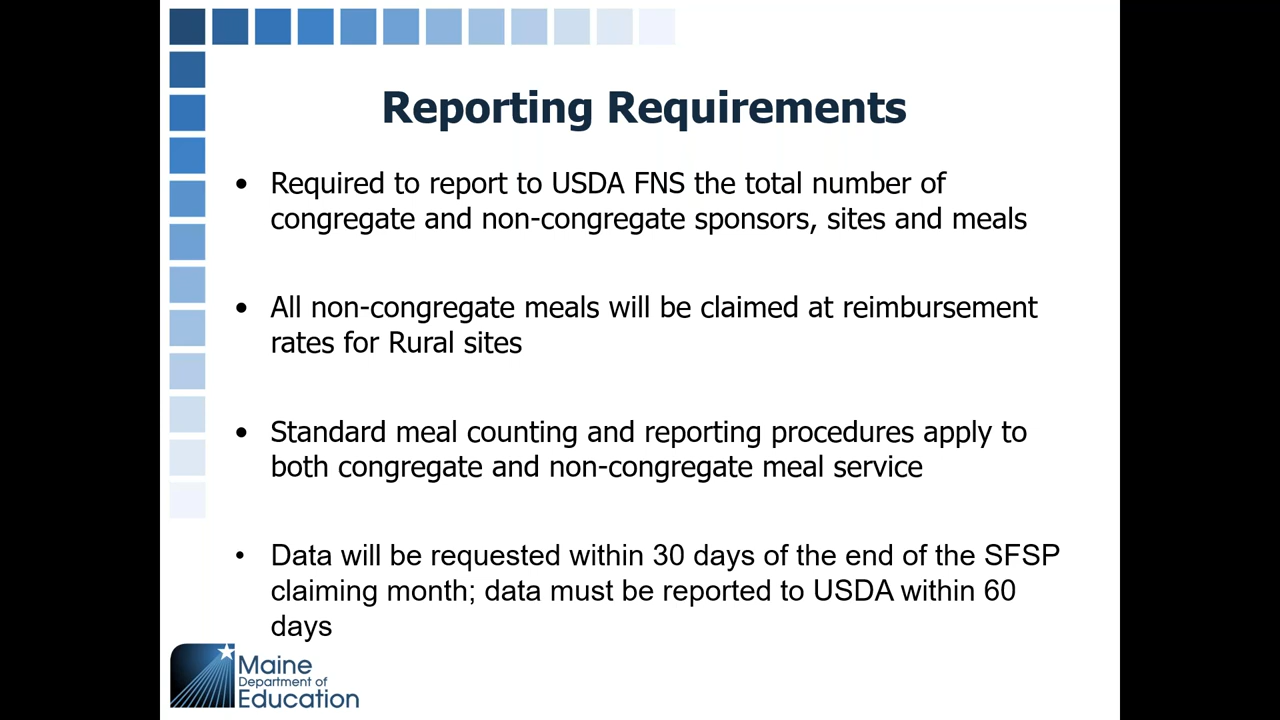 Reporting Requirements
• Required to report to USDA FNS the total number of
congregate and non-congregate sponsors, sites and meals
• All non-congregate meals will be claimed at reimbursement
rates for Rural sites
• Standard meal counting and reporting procedures apply to
both congregate and non-congregate meal service
• Data will be requested within 30 days of the end of the SFSP
claiming month; data must be reported to USDA within 60
days
Maine
Department of
Education